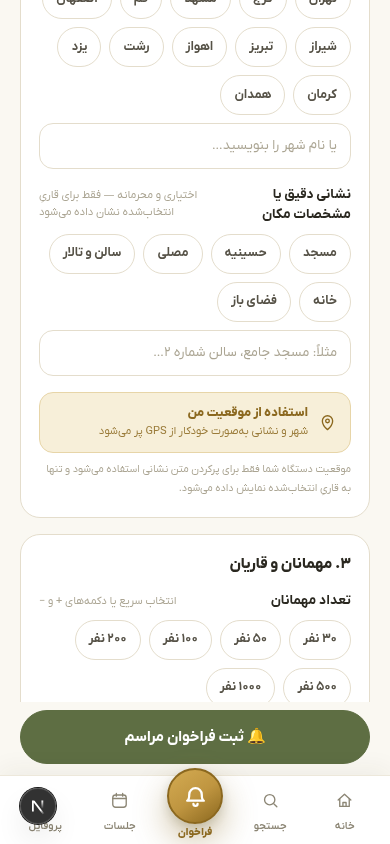 تهران کرج مشهد قم اصفهان
شیراز تبریز اهواز رشت یزد
کرمان همدان
یا نام شهر را بنویسید...
نشانی دقیق یا مشخصات مکان
اختیاری و محرمانه — فقط برای قاریِ انتخاب‌شده نشان داده می‌شود
مسجد حسینیه مصلی سالن و تالار
خانه فضای باز
مثلاً: مسجد جامع، سالن شماره ۲...
استفاده از موقعیت من
شهر و نشانی به‌صورت خودکار از GPS پر می‌شود
موقعیت دستگاه شما فقط برای پرکردن متن نشانی استفاده می‌شود و تنها
به قاری انتخاب‌شده نمایش داده می‌شود.
۳. مهمانان و قاریان
تعداد مهمانان
انتخاب سریع یا دکمه‌های + و −
۳۰ نفر ۵۰ نفر ۱۰۰ نفر ۲۰۰ نفر
۵۰۰ نفر ۱۰۰۰ نفر
🔔 ثبت فراخوان مراسم
خانه جستجو فراخوان جلسات پروفایل
N